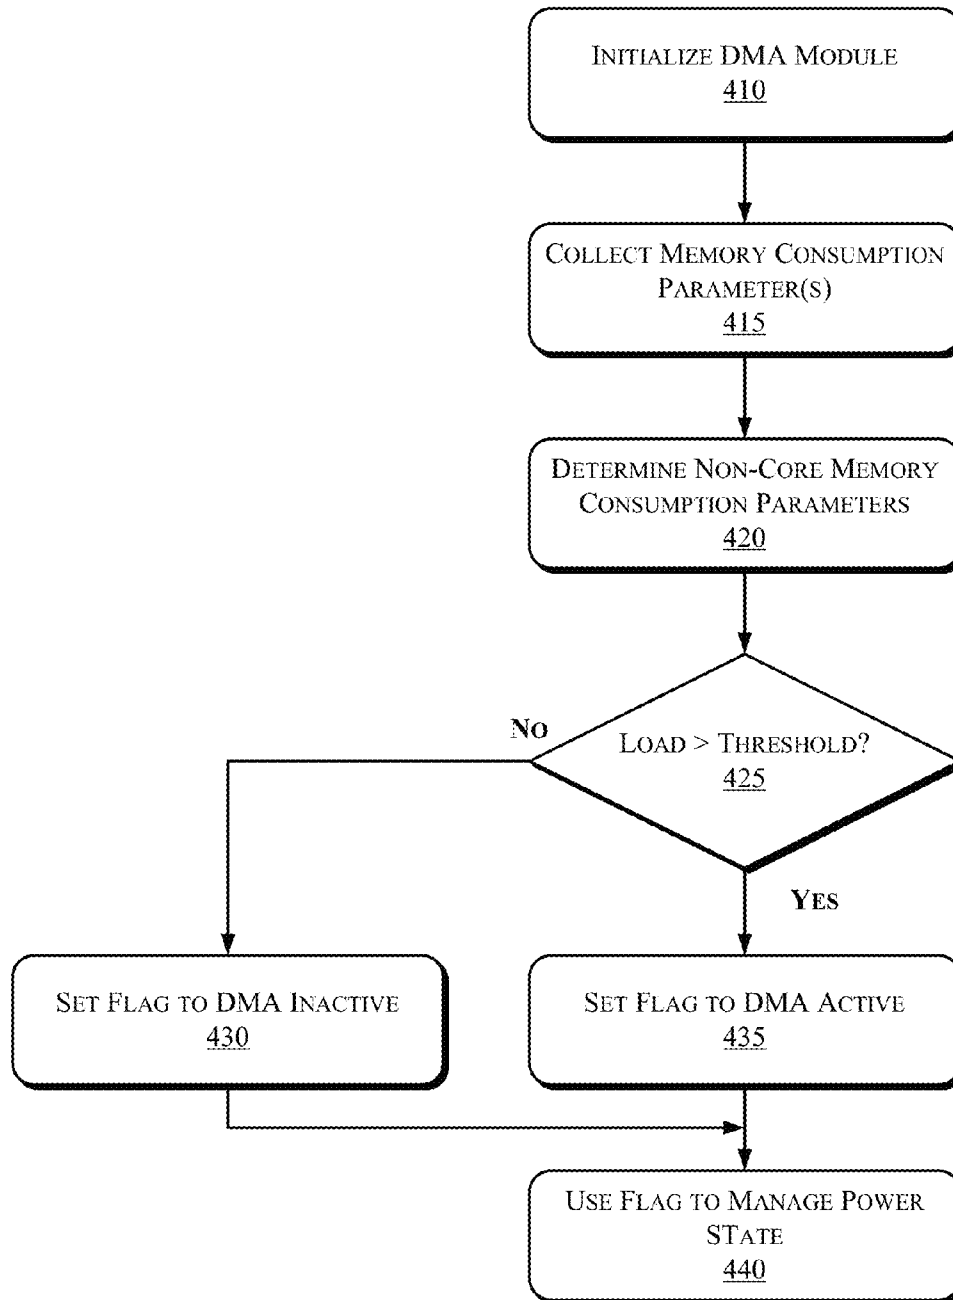 INITIALIZE DMA MODULE
410
COLLECT MEMORY CONSUMPTION
PARAMETER(S)
415
DETERMINE NON-CORE MEMORY
CONSUMPTION PARAMETERS
420
NO
LOAD > THRESHOLD?
425
YES
SET FLAG TO DMA INACTIVE
430
SET FLAG TO DMA ACTIVE
435
USE FLAG TO MANAGE POWER
STATE
440